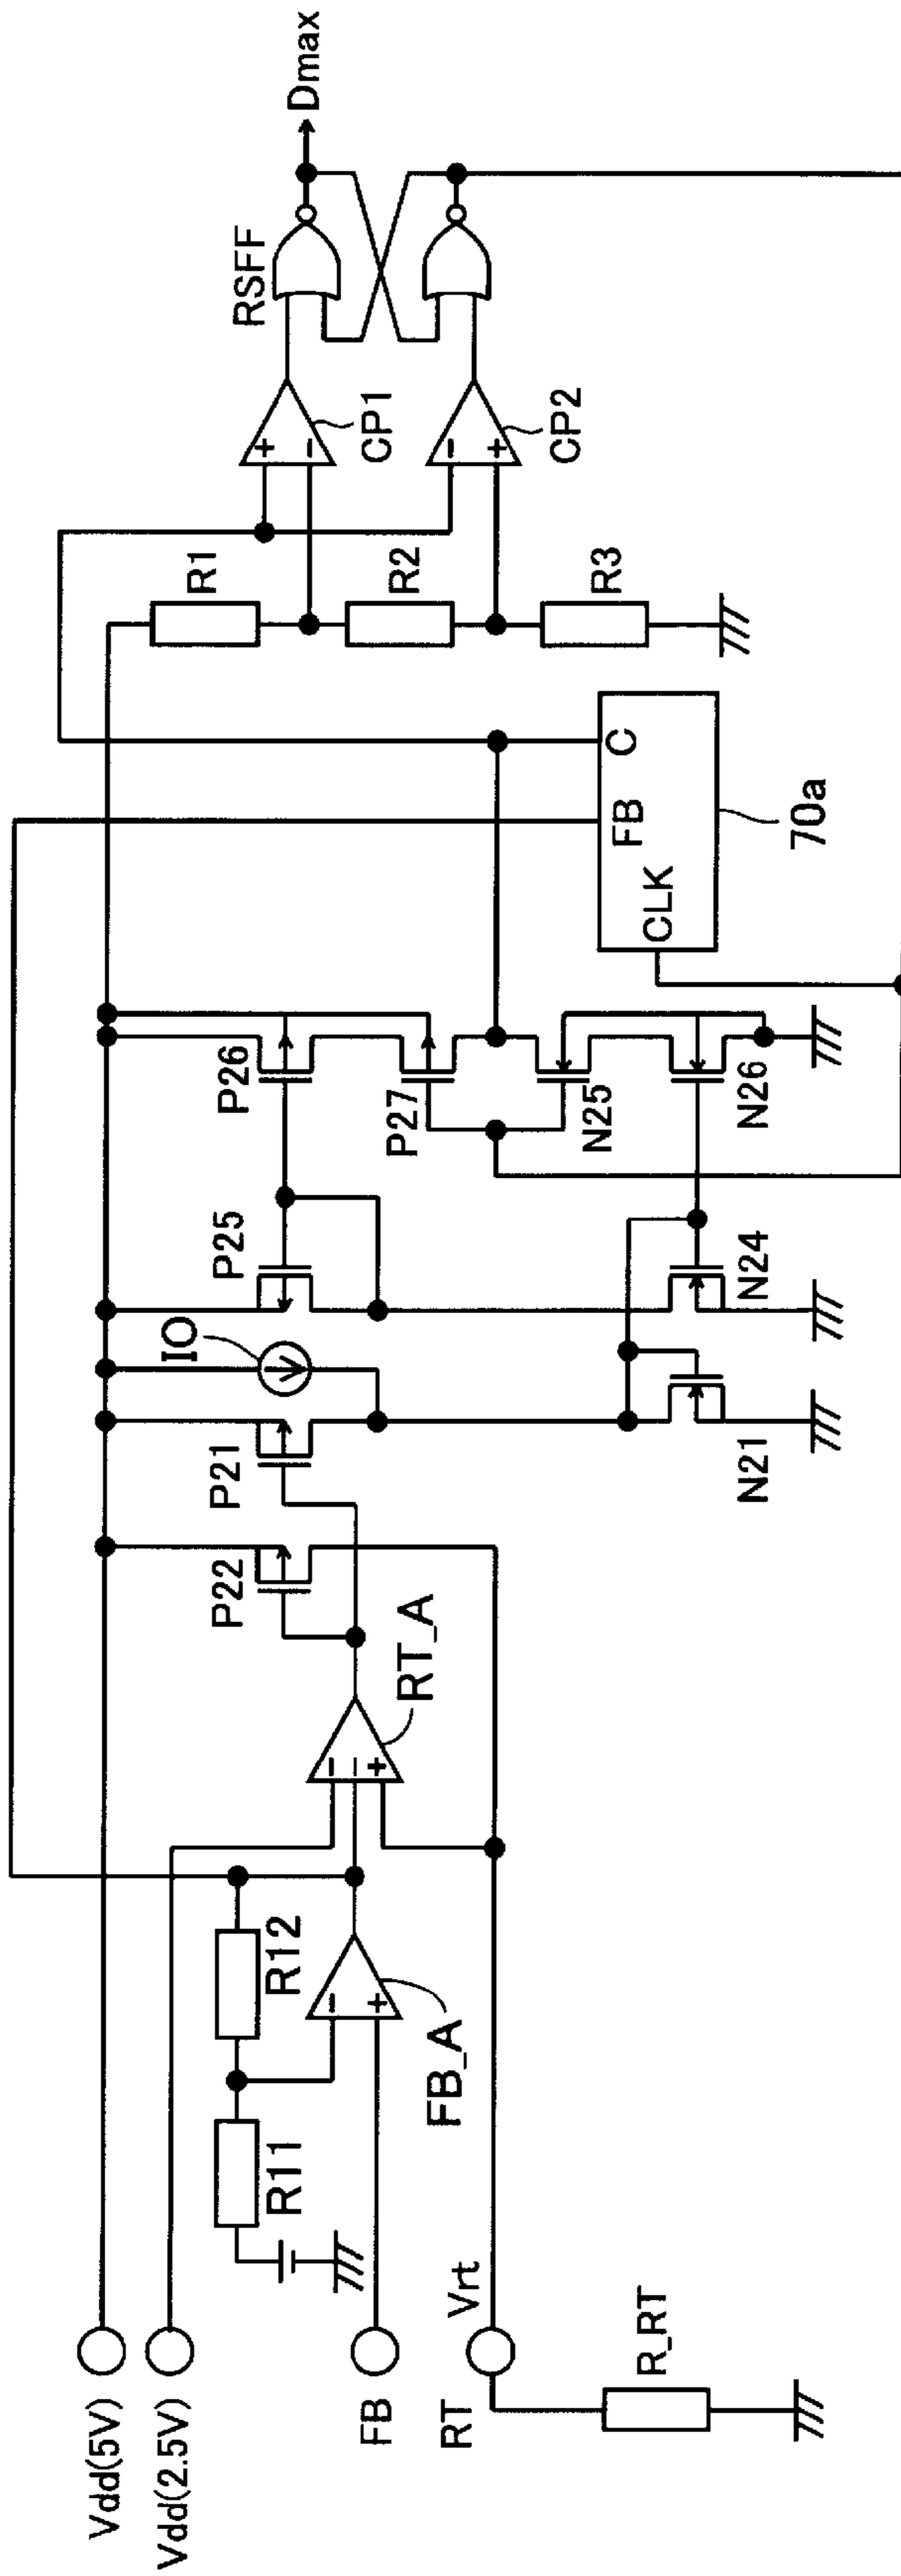 Vdd(5V)
Vdd(2.5V)
FB
RT
Vrt
R_RT
R11
R12
FB_A
RT_A
P22
P21
IO
P25
P26
P27
N21
N24
N25
N26
CLK
FB
C
70a
R1
R2
R3
+
−
CP1
−
+
CP2
RSFF
Dmax
−
+
−
−
+